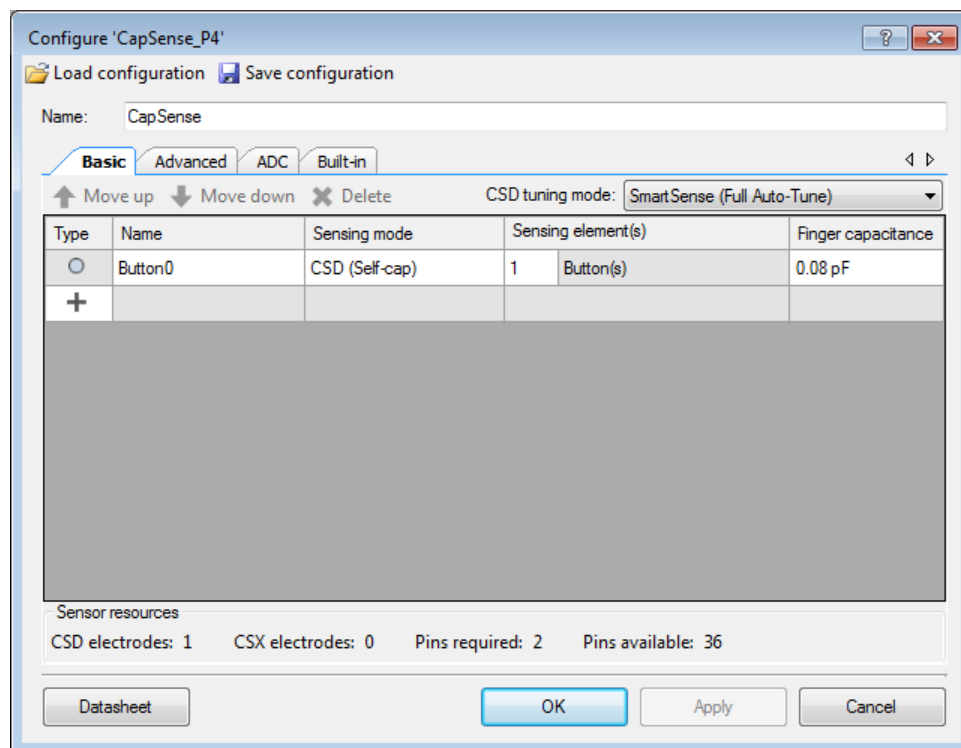 Configure 'CapSense_P4'
?
Load configuration Save configuration
Name: CapSense
Basic Advanced ADC Built-in
Move up Move down Delete CSD tuning mode: SmartSense (Full Auto-Tune)
Type Name Sensing mode Sensing element(s) Finger capacitance
Button0 CSD (Self-cap) 1 Button(s) 0.08 pF
Sensor resources
CSD electrodes: 1 CSX electrodes: 0 Pins required: 2 Pins available: 36
Datasheet OK Apply Cancel